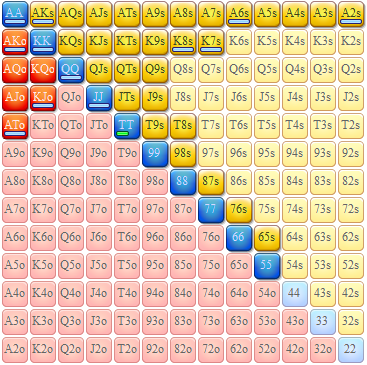 AA AKs AQs AJs ATs A9s A8s A7s A6s A5s A4s A3s A2s
AKo KK KQs KJs KTs K9s K8s K7s K6s K5s K4s K3s K2s
AQo KQo QQ QJs QTs Q9s Q8s Q7s Q6s Q5s Q4s Q3s Q2s
AJo KJo QJo JJ JTs J9s J8s J7s J6s J5s J4s J3s J2s
ATo KTo QTo JTo TT T9s T8s T7s T6s T5s T4s T3s T2s
A9o K9o Q9o J9o T9o 99 98s 97s 96s 95s 94s 93s 92s
A8o K8o Q8o J8o T8o 98o 88 87s 86s 85s 84s 83s 82s
A7o K7o Q7o J7o T7o 97o 87o 77 76s 75s 74s 73s 72s
A6o K6o Q6o J6o T6o 96o 86o 76o 66 65s 64s 63s 62s
A5o K5o Q5o J5o T5o 95o 85o 75o 65o 55 54s 53s 52s
A4o K4o Q4o J4o T4o 94o 84o 74o 64o 54o 44 43s 42s
A3o K3o Q3o J3o T3o 93o 83o 73o 63o 53o 43o 33 32s
A2o K2o Q2o J2o T2o 92o 82o 72o 62o 52o 42o 32o 22